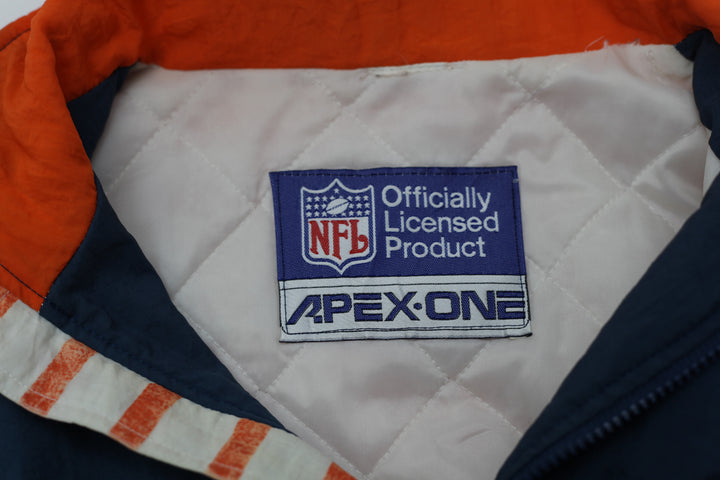 NFL
Officially
Licensed
Product
APEX·ONE